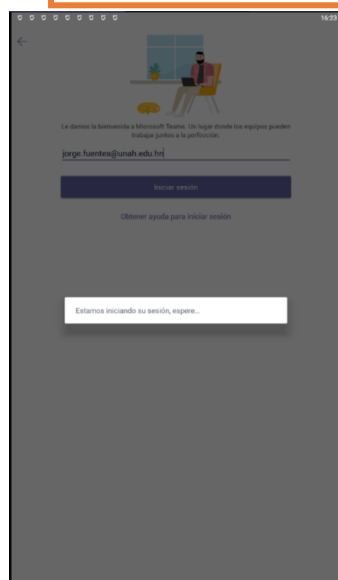 16:23
Le damos la bienvenida a Microsoft Teams. Un lugar donde los equipos pueden
trabajar juntos a la perfección.
jorge.fuentes@unah.edu.hn
Iniciar sesión
Obtener ayuda para iniciar sesión
Estamos iniciando su sesión, espere...